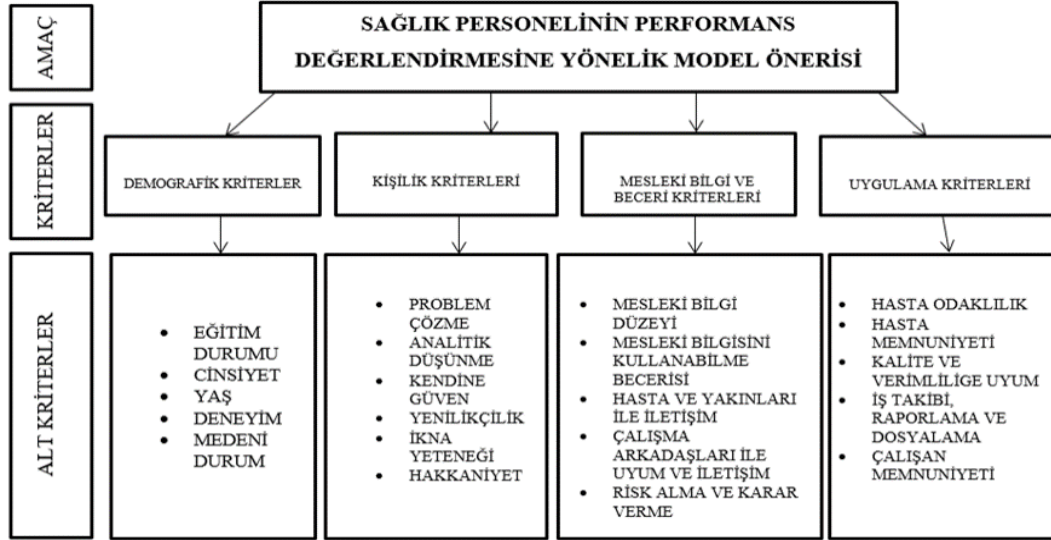 AMAÇ
SAĞLIK PERSONELİNİN PERFORMANS
DEĞERLENDİRMESİNE YÖNELİK MODEL ÖNERİSİ
KRİTERLER
DEMOGRAFİK KRİTERLER
KİŞİLİK KRİTERLERİ
MESLEKİ BİLGİ VE
BECERİ KRİTERLERİ
UYGULAMA KRİTERLERİ
ALT KRİTERLER
• EĞİTİM
DURUMU
• CİNSİYET
• YAŞ
• DENEYİM
• MEDENİ
DURUM
• PROBLEM
ÇÖZME
• ANALİTİK
DÜŞÜNME
• KENDİNE
GÜVEN
• YENİLİKÇİLİK
• İKNA
YETENEĞİ
• HAKKANİYET
• MESLEKİ BİLGİ
DÜZEYİ
• MESLEKİ BİLGİSİNİ
KULLANABİLME
BECERİSİ
• HASTA VE YAKINLARI
İLE İLETİŞİM
• ÇALIŞMA
ARKADAŞLARI İLE
UYUM VE İLETİŞİM
• RİSK ALMA VE KARAR
VERME
• HASTA ODAKLILIK
• HASTA
MEMNUNİYETİ
• KALİTE VE
VERİMLİLİGE UYUM
• İŞ TAKİBİ,
RAPORLAMA VE
DOSYALAMA
• ÇALIŞAN
MEMNUNİYETİ